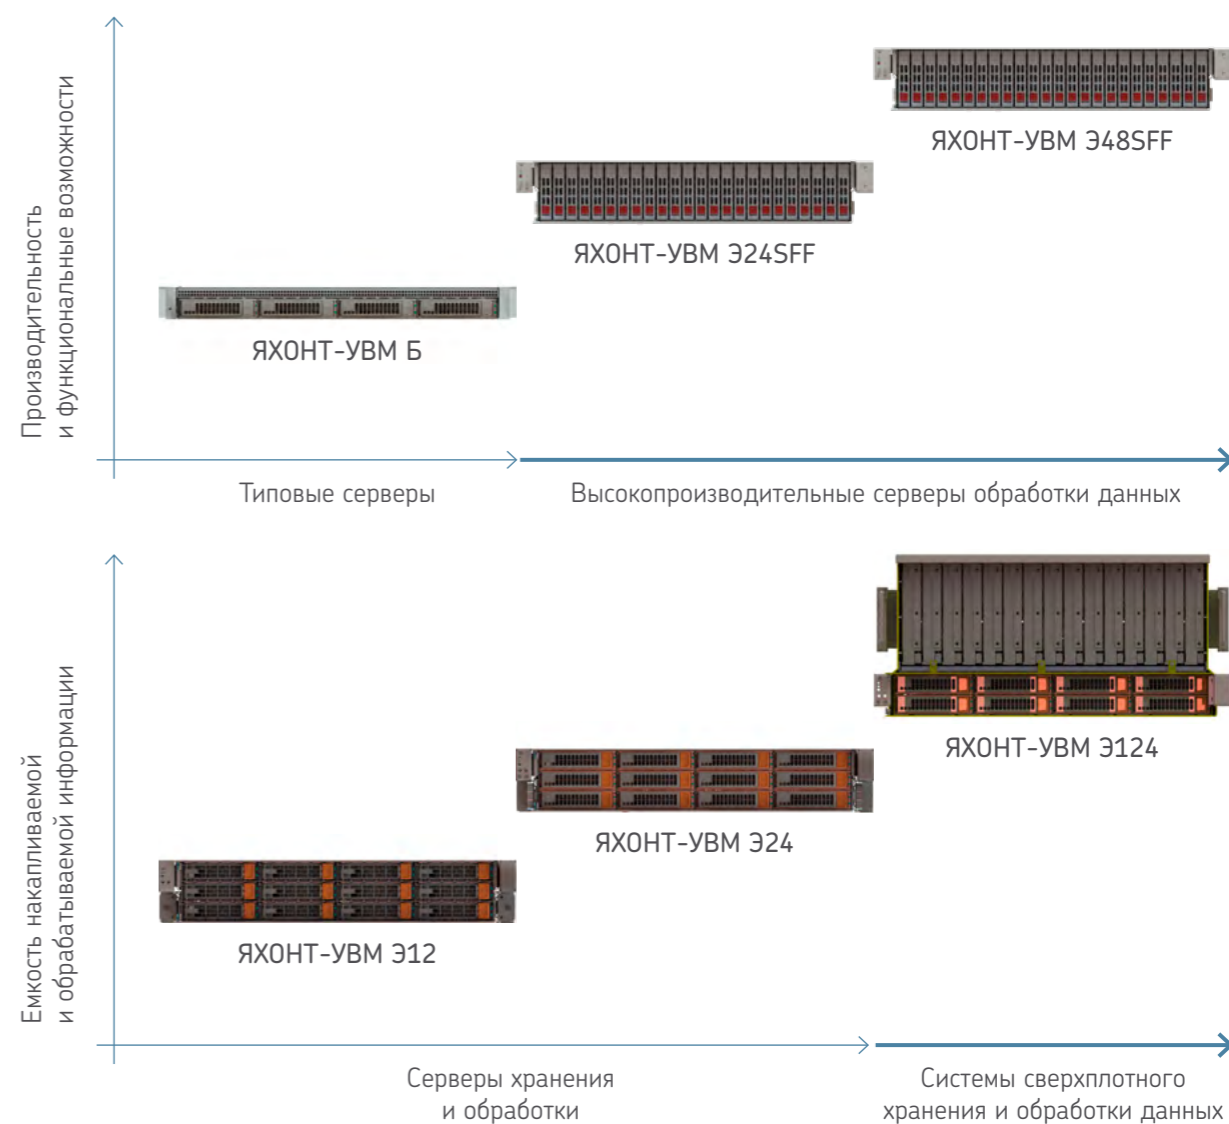 Производительность
и функциональные возможности
ЯХОНТ-УВМ Э48SFF
ЯХОНТ-УВМ Э24SFF
ЯХОНТ-УВМ Б
Типовые серверы
Высокопроизводительные серверы обработки данных
Емкость накапливаемой
и обрабатываемой информации
ЯХОНТ-УВМ Э124
ЯХОНТ-УВМ Э24
ЯХОНТ-УВМ Э12
Серверы хранения
и обработки
Системы сверхплотного
хранения и обработки данных